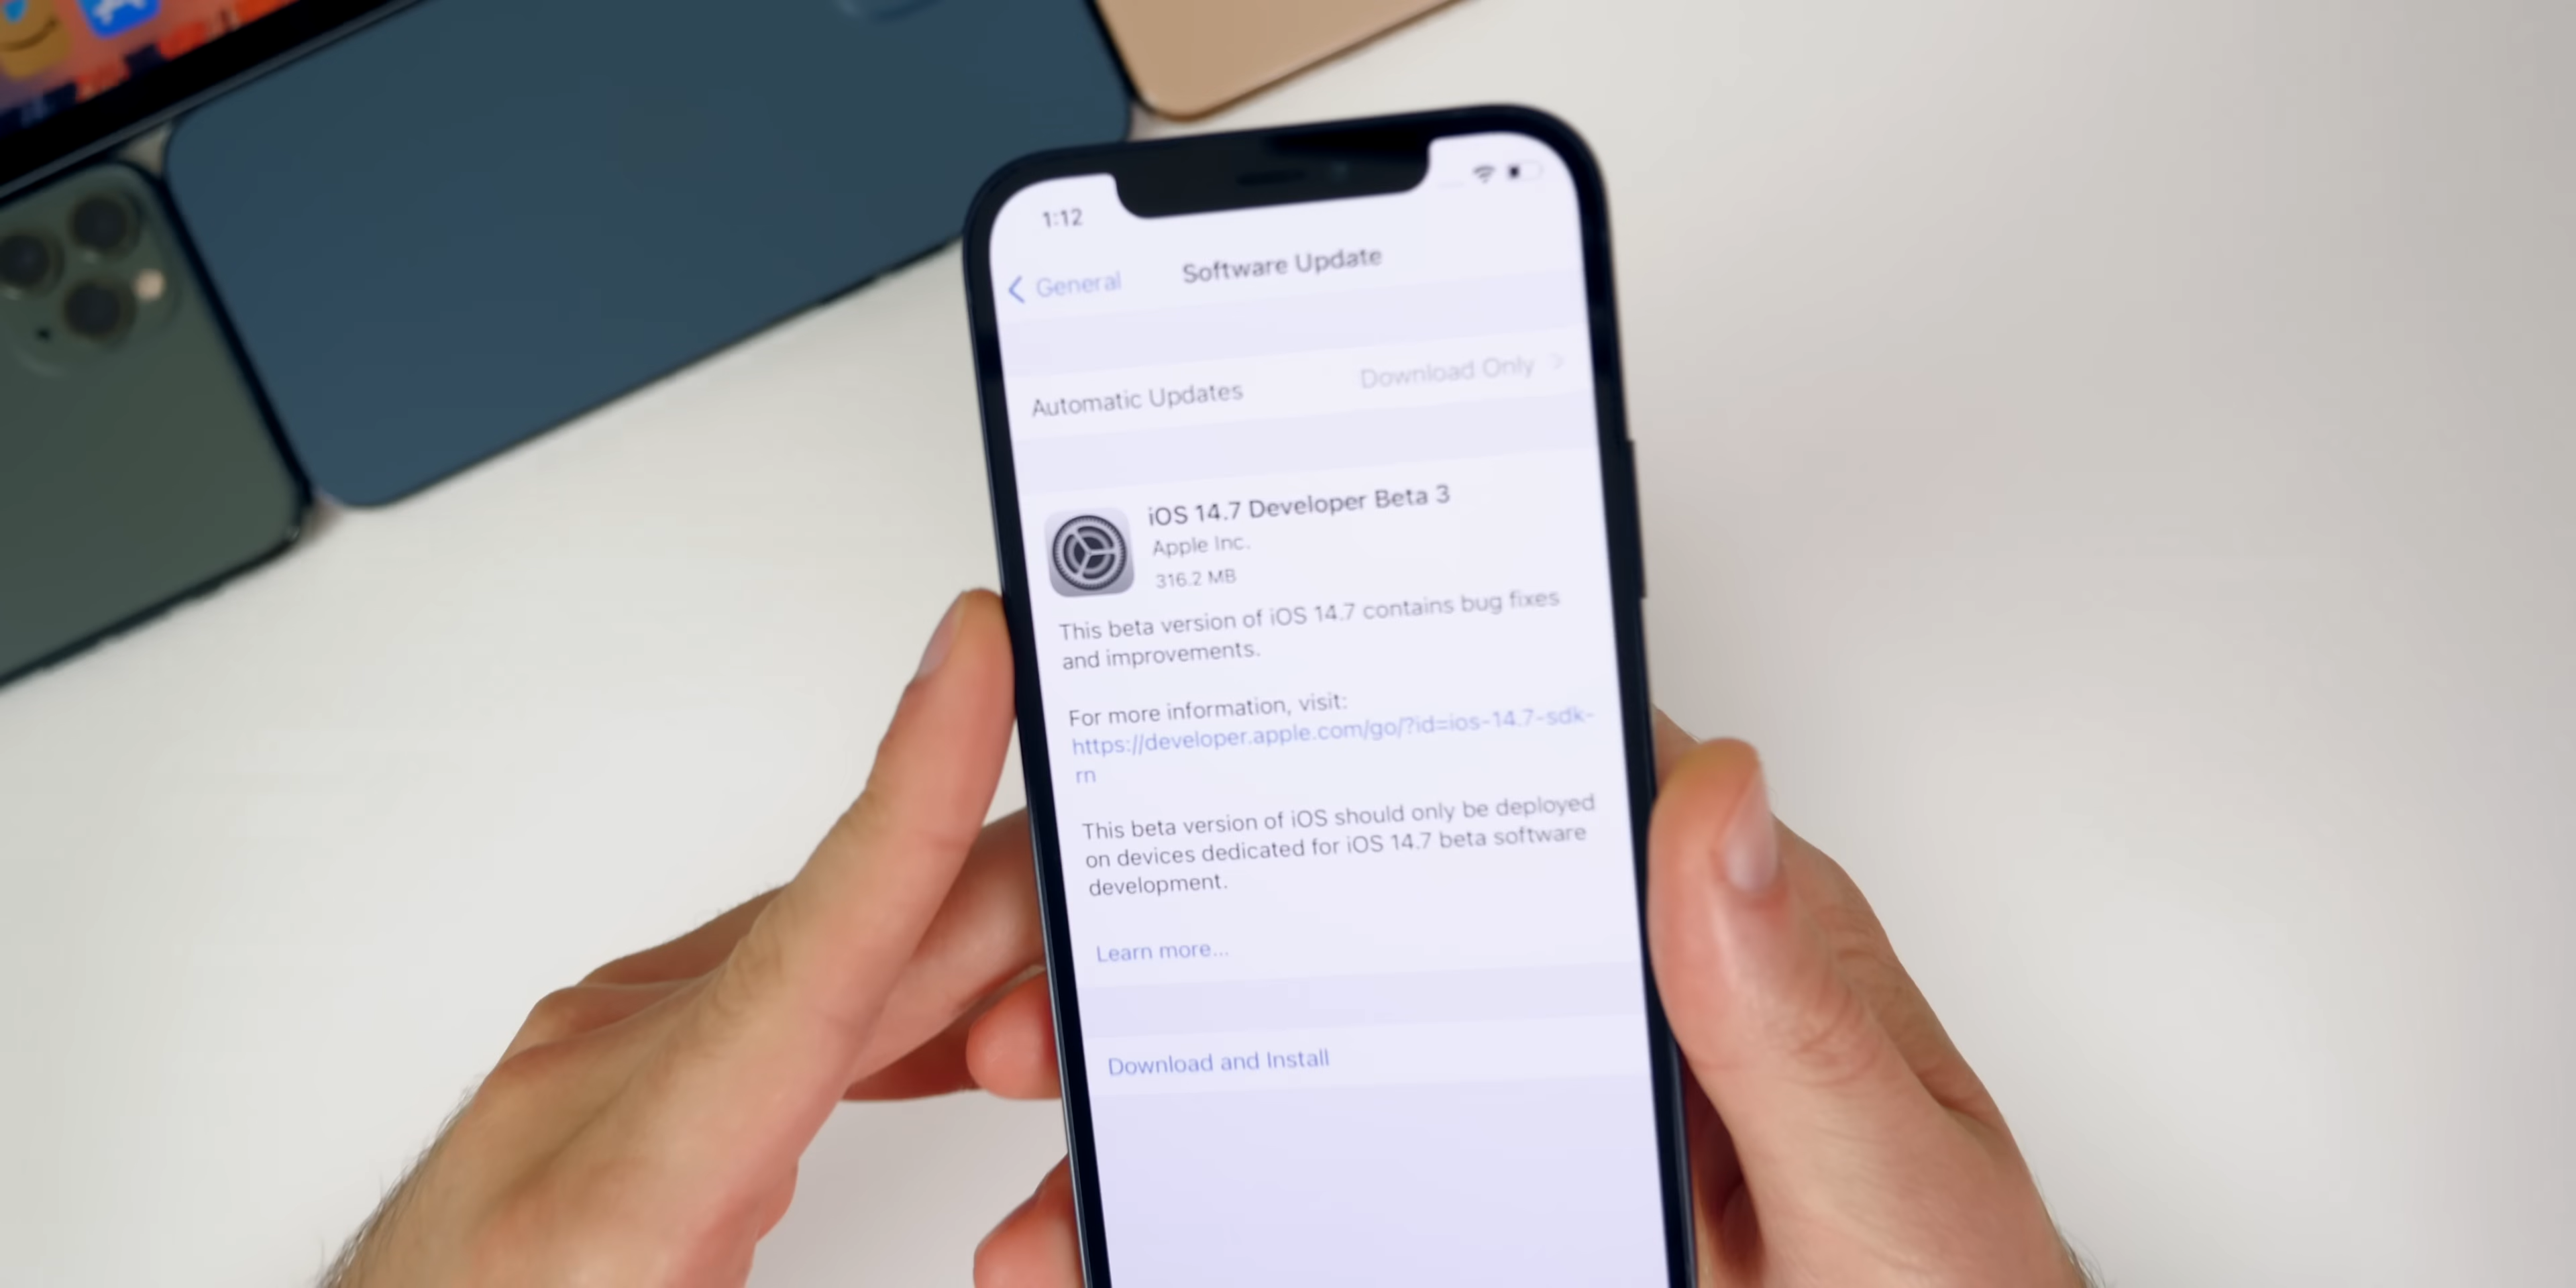 1:12
General
Software Update
Automatic Updates
Download Only
iOS 14.7 Developer Beta 3
Apple Inc.
316.2 MB
This beta version of iOS 14.7 contains bug fixes
and improvements.
For more information, visit:
https://developer.apple.com/go/?id=ios-14.7-sdk-
rn
This beta version of iOS should only be deployed
on devices dedicated for iOS 14.7 beta software
development.
Learn more...
Download and Install